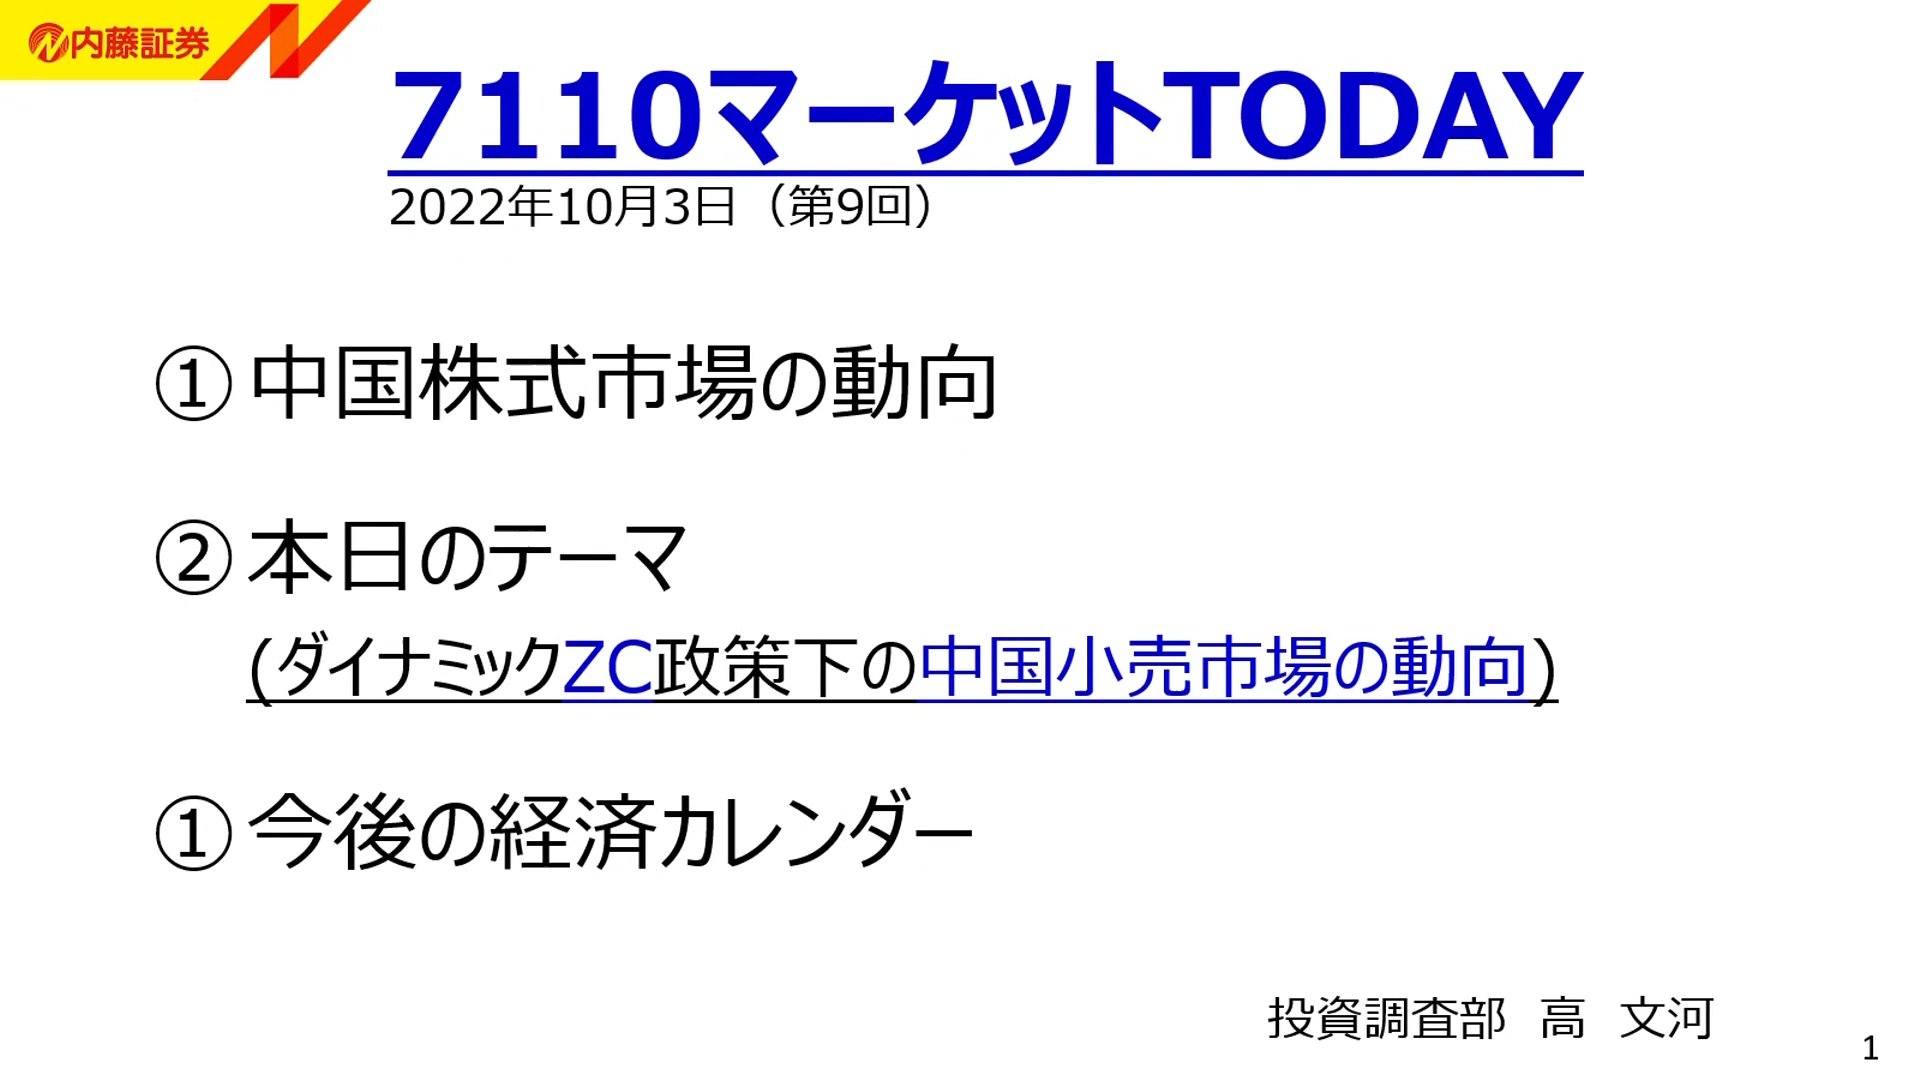 内藤証券
7110マーケットTODAY
2022年10月3日（第9回）
①中国株式市場の動向
②本日のテーマ
(ダイナミックZC政策下の中国小売市場の動向)
①今後の経済カレンダー
投資調査部　高　文河
1